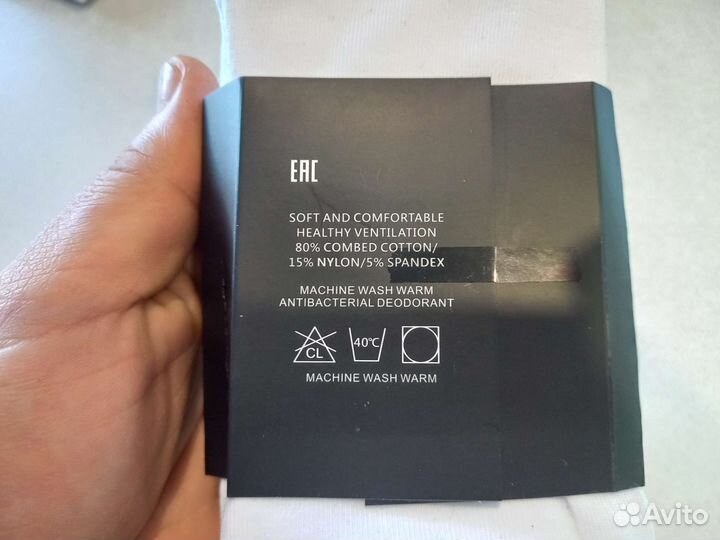 EAC
SOFT AND COMFORTABLE
HEALTHY VENTILATION
80% COMBED COTTON/
15% NYLON/5% SPANDEX
MACHINE WASH WARM
ANTIBACTERIAL DEODORANT
CL 40℃
MACHINE WASH WARM
Avito